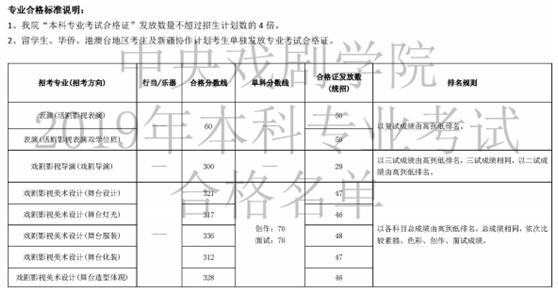 专业合格标准说明：
1、我院“本科专业考试合格证”发放数量不超过招生计划数的 4 倍。
2、留学生、华侨、港澳台地区考生及新疆协作计划考生单独发放专业考试合格证。
中央戏剧学院
2019年本科专业考试
合格名单
招考专业(招考方向) 行当/乐器 合格分数线 单科分数线 合格证发放数(统招) 排名规则
表演(话剧影视表演) —— 60 —— 50 以复试成绩由高到低排名。
表演(话剧影视表演双学位班) 50
戏剧影视导演(戏剧导演) —— 300 —— 29 以三试成绩由高到低排名，三试成绩相同，以二试成绩由高到低排名。
戏剧影视美术设计(舞台设计) —— 321 创作：70 面试：70 47 以各科目总成绩由高到低排名，总成绩相同，依次比较素描、色彩、创作、面试成绩。
戏剧影视美术设计(舞台灯光) 317 46
戏剧影视美术设计(舞台服装) 336 48
戏剧影视美术设计(舞台化装) 312 47
戏剧影视美术设计(舞台造型体现) 328 46